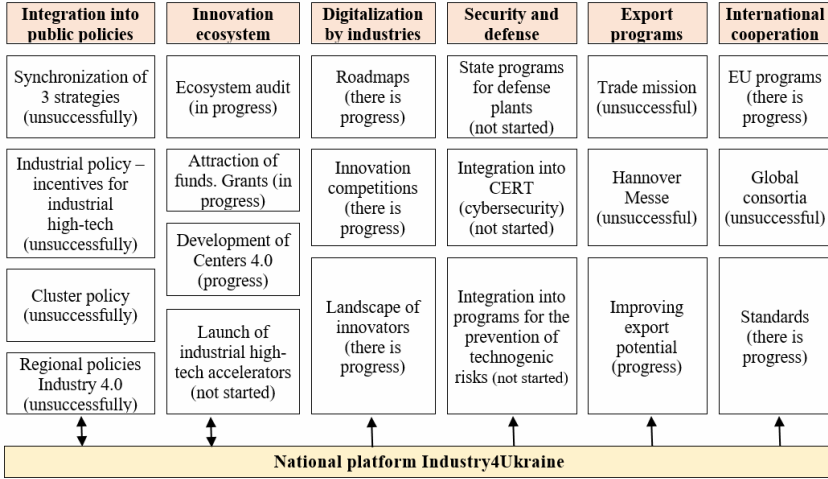 Integration into
public policies
Synchronization of
3 strategies
(unsuccessfully)
Industrial policy –
incentives for
industrial
high-tech
(unsuccessfully)
Cluster policy
(unsuccessfully)
Regional policies
Industry 4.0
(unsuccessfully)
Innovation
ecosystem
Ecosystem audit
(in progress)
Attraction of
funds. Grants (in
progress)
Development of
Centers 4.0
(progress)
Launch of
industrial high-
tech accelerators
(not started)
Digitalization
by industries
Roadmaps
(there is
progress)
Innovation
competitions
(there is
progress)
Landscape of
innovators
(there is
progress)
Security and
defense
State programs
for defense
plants
(not started)
Integration into
CERT
(cybersecurity)
(not started)
Integration into
programs for the
prevention of
technogenic
risks (not started)
Export
programs
Trade mission
(unsuccessful)
Hannover
Messe
(unsuccessful)
Improving
export
potential
(progress)
International
cooperation
EU programs
(there is
progress)
Global
consortia
(unsuccessful)
Standards
(there is
progress)
National platform Industry4Ukraine